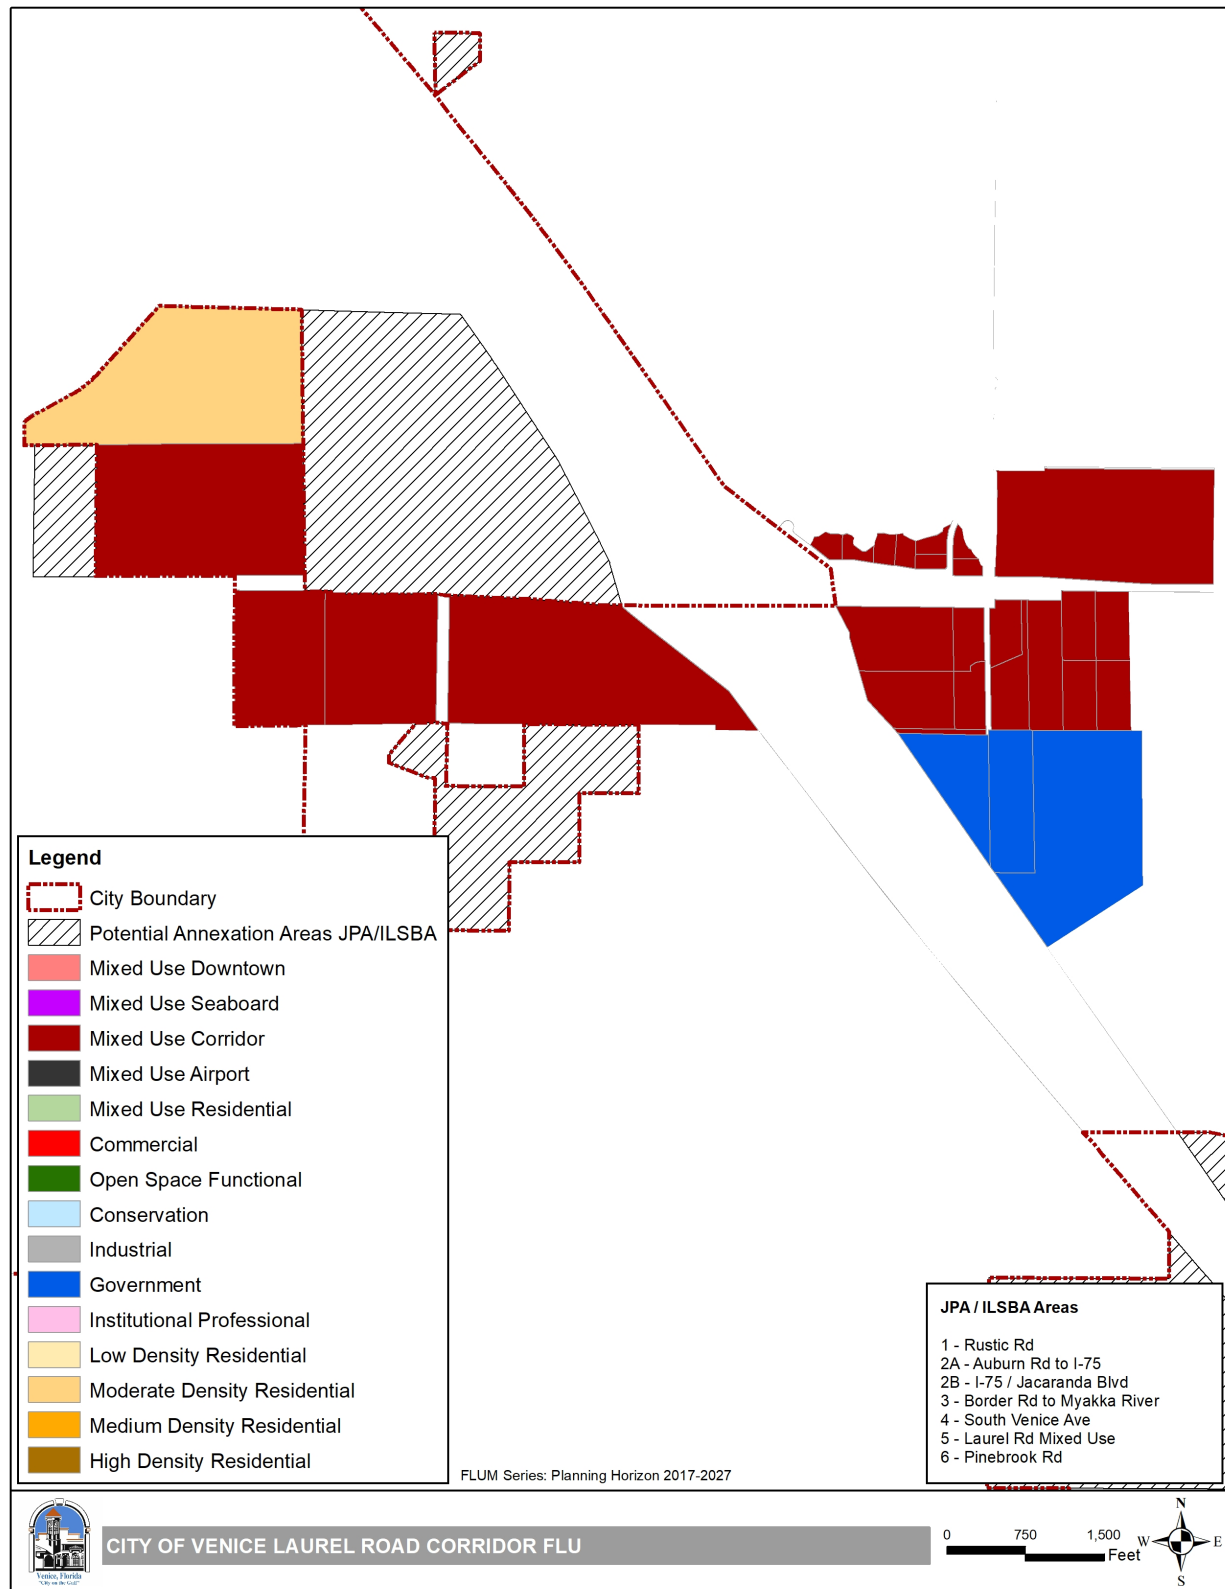 Legend
City Boundary
Potential Annexation Areas JPA/ILSBA
Mixed Use Downtown
Mixed Use Seaboard
Mixed Use Corridor
Mixed Use Airport
Mixed Use Residential
Commercial
Open Space Functional
Conservation
Industrial
Government
Institutional Professional
Low Density Residential
Moderate Density Residential
Medium Density Residential
High Density Residential
FLUM Series: Planning Horizon 2017-2027
JPA / ILSBA Areas
1 - Rustic Rd
2A - Auburn Rd to I-75
2B - I-75 / Jacaranda Blvd
3 - Border Rd to Myakka River
4 - South Venice Ave
5 - Laurel Rd Mixed Use
6 - Pinebrook Rd
Venice, Florida
"City on the Gulf"
CITY OF VENICE LAUREL ROAD CORRIDOR FLU
0 750 1,500
Feet
N
W E
S